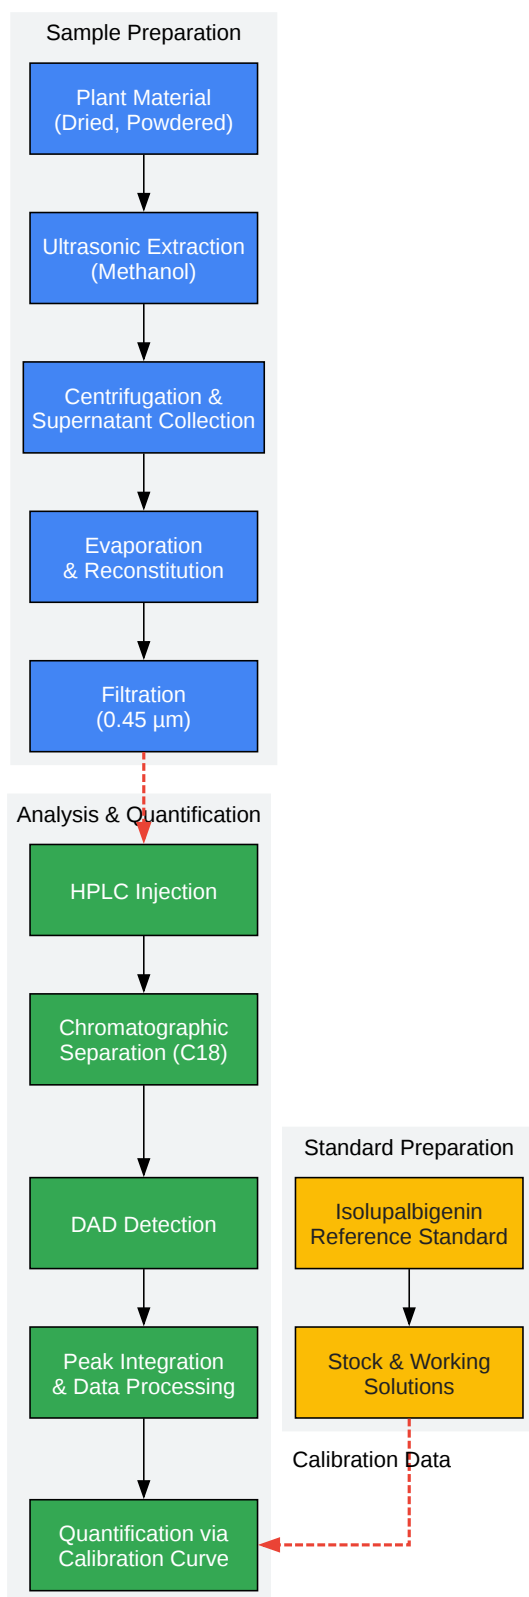 Sample Preparation
Plant Material
(Dried, Powdered)
Ultrasonic Extraction
(Methanol)
Centrifugation &
Supernatant Collection
Evaporation
& Reconstitution
Filtration
(0.45 µm)
Analysis & Quantification
HPLC Injection
Chromatographic
Separation (C18)
DAD Detection
Peak Integration
& Data Processing
Quantification via
Calibration Curve
Standard Preparation
Isolupalbigenin
Reference Standard
Stock & Working
Solutions
Calibration Data